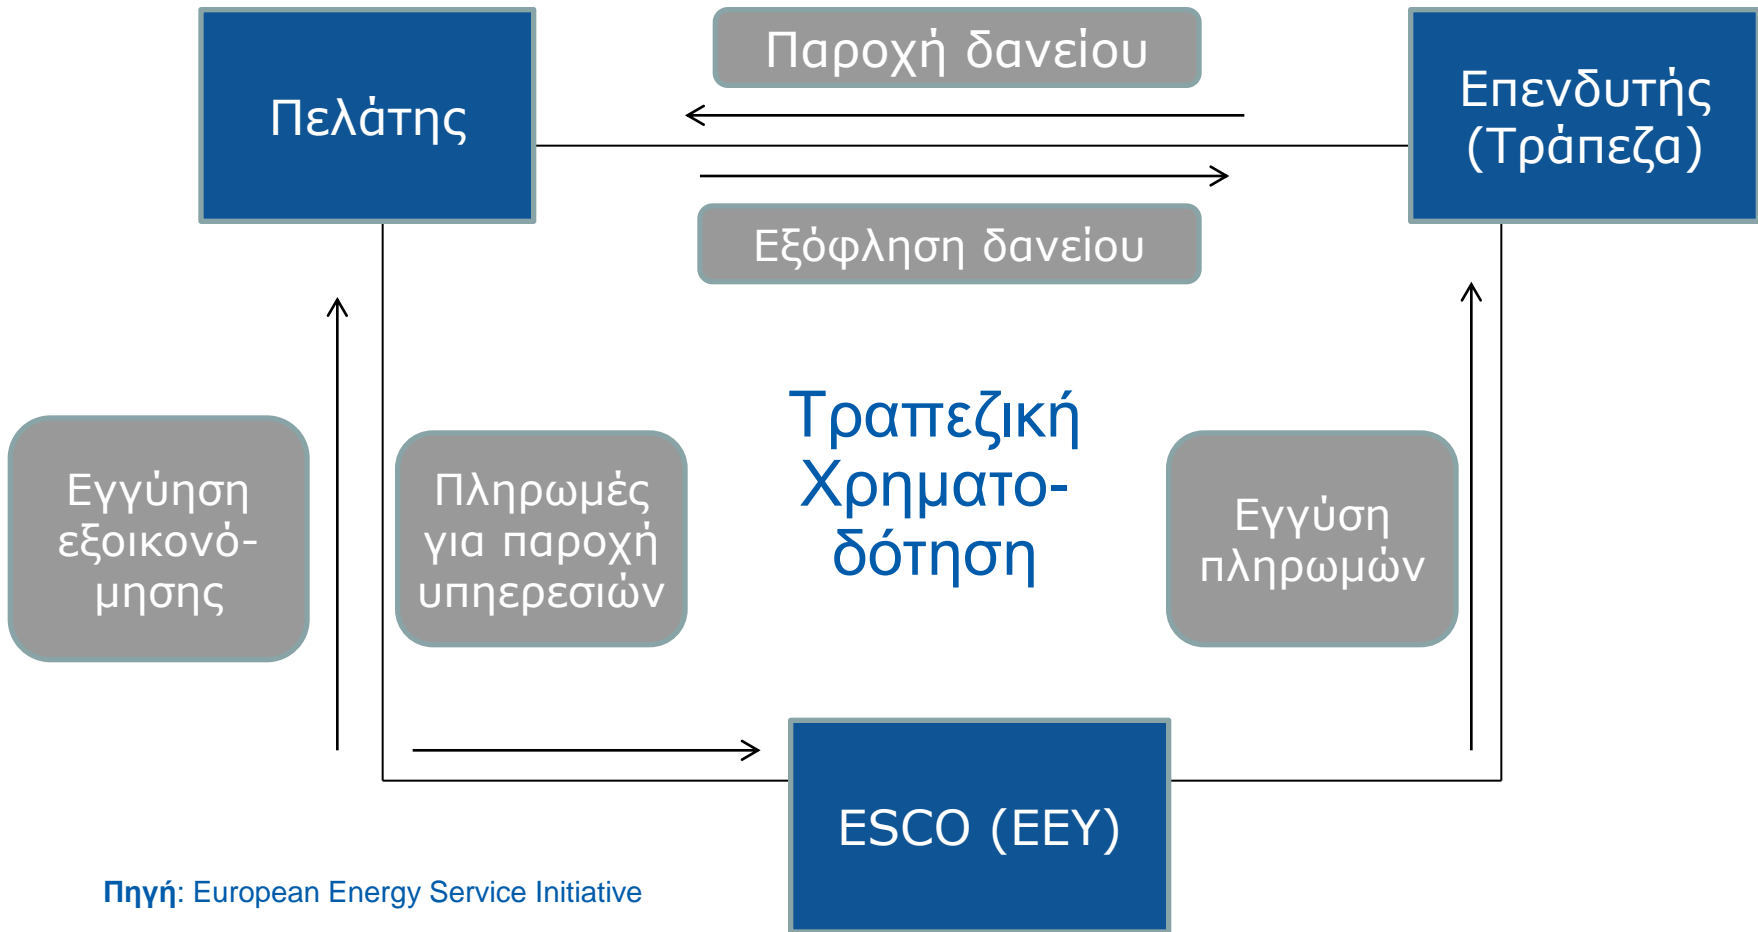 Παροχή δανείου
Πελάτης
Επενδυτής
(Τράπεζα)
Εξόφληση δανείου
Τραπεζική
Χρηματο-
δότηση
Εγγύηση
εξοικονό-
μησης
Πληρωμές
για παροχή
υπηερεσιών
Εγγύση
πληρωμών
ESCO (ΕΕΥ)
Πηγή: European Energy Service Initiative